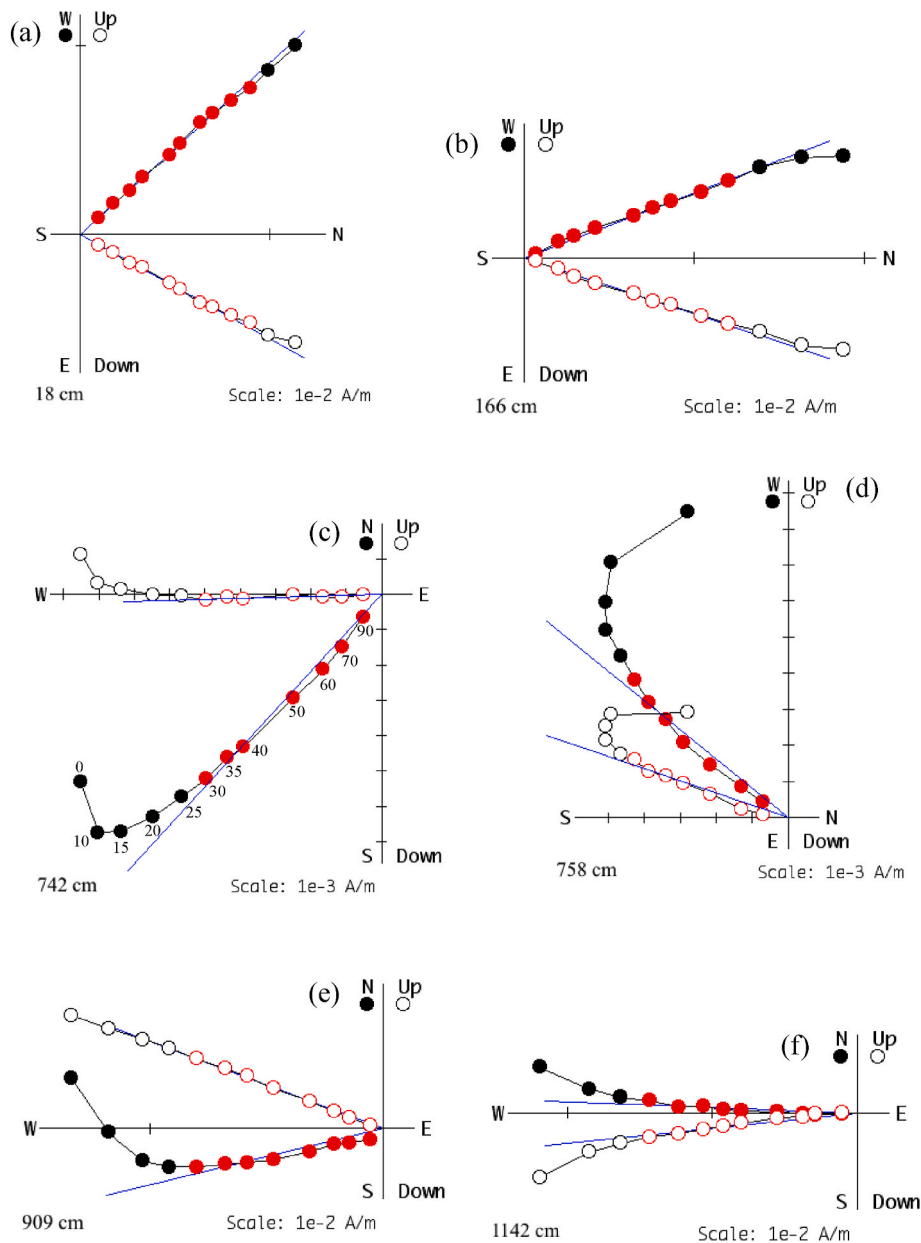 (a)
W Up
S N
E Down
18 cm Scale: 1e-2 A/m
(b)
W Up
S N
E Down
166 cm Scale: 1e-2 A/m
(c)
N Up
W E
90
70
60
50
40
35
30
25
20
15
10
0
S Down
742 cm Scale: 1e-3 A/m
(d)
W Up
S N
E Down
758 cm Scale: 1e-3 A/m
(e)
N Up
W E
S Down
909 cm Scale: 1e-2 A/m
(f)
N Up
W E
S Down
1142 cm Scale: 1e-2 A/m